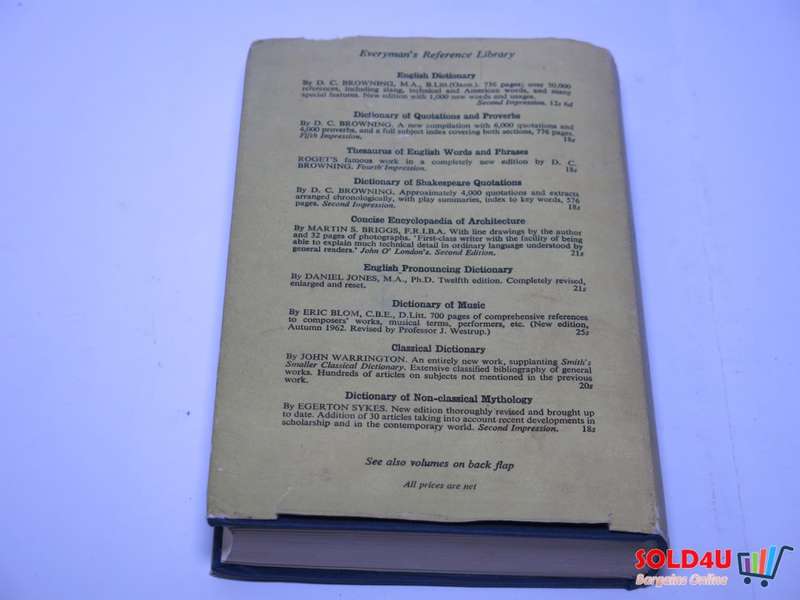 Everyman's Reference Library
English Dictionary
By D. C. BROWNING, M.A., B.Litt.(Oxon.). 736 pages; over 50,000
references, including slang, technical and American words, and many
special features. New edition with 1,000 new words and usages.
Second Impression. 12s 6d
Dictionary of Quotations and Proverbs
By D. C. BROWNING. A new compilation with 6,000 quotations and
4,000 proverbs, and a full subject index covering both sections, 776 pages.
Fifth Impression. 18s
Thesaurus of English Words and Phrases
ROGET'S famous work in a completely new edition by D. C.
BROWNING. Fourth Impression. 18s
Dictionary of Shakespeare Quotations
By D. C. BROWNING. Approximately 4,000 quotations and extracts
arranged chronologically, with play summaries, index to key words, 576
pages. Second Impression. 18s
Concise Encyclopaedia of Architecture
By MARTIN S. BRIGGS, F.R.I.B.A. With line drawings by the author
and 32 pages of photographs. 'First-class writer with the facility of being
able to explain much technical detail in ordinary language understood by
general readers.' John O' London's. Second Edition. 21s
English Pronouncing Dictionary
By DANIEL JONES, M.A., Ph.D. Twelfth edition. Completely revised,
enlarged and reset. 21s
Dictionary of Music
By ERIC BLOM, C.B.E., D.Litt. 700 pages of comprehensive references
to composers' works, musical terms, performers, etc. (New edition,
Autumn 1962. Revised by Professor J. Westrup.) 25s
Classical Dictionary
By JOHN WARRINGTON. An entirely new work, supplanting Smith's
Smaller Classical Dictionary. Extensive classified bibliography of general
works. Hundreds of articles on subjects not mentioned in the previous
work. 20s
Dictionary of Non-classical Mythology
By EGERTON SYKES. New edition thoroughly revised and brought up
to date. Addition of 30 articles taking into account recent developments in
scholarship and in the contemporary world. Second Impression. 18s
See also volumes on back flap
All prices are net
SOLD4U
Bargains Online